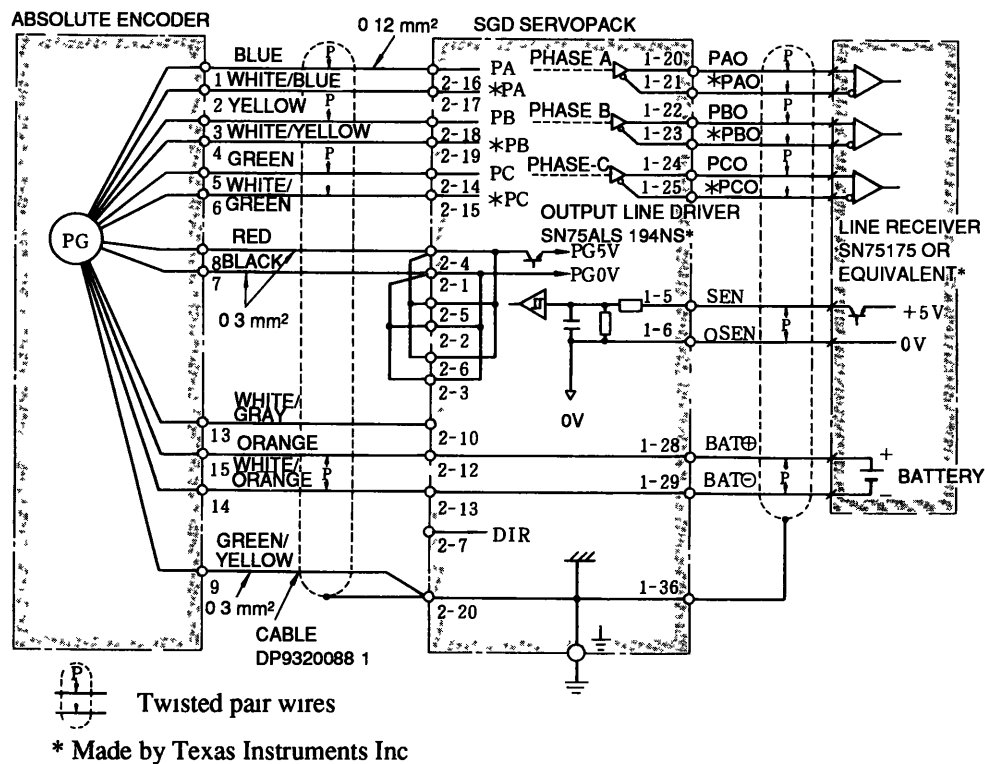 ABSOLUTE ENCODER
0 12 mm²
SGD SERVOPACK
BLUE
1 WHITE/BLUE
2 YELLOW
3 WHITE/YELLOW
4 GREEN
5 WHITE/
6 GREEN
P
P
P
PA
2-16
*PA
2-17
PB
2-18
*PB
2-19
PC
2-14
*PC
2-15
PHASE A
PHASE B
PHASE-C
1-20
1-21
1-22
1-23
1-24
1-25
PAO
*PAO
PBO
*PBO
PCO
*PCO
P
P
P
OUTPUT LINE DRIVER
SN75ALS 194NS*
LINE RECEIVER
SN75175 OR
EQUIVALENT*
PG
RED
8 BLACK
7
0 3 mm²
2-4
2-1
2-5
2-2
2-6
2-3
PG5V
PG0V
1-5
1-6
SEN
OSEN
P
+5V
0V
0V
WHITE/
GRAY
13
ORANGE
15 WHITE/
ORANGE
14
P
2-10
2-12
2-13
2-7
DIR
1-28
1-29
BAT⊕
BAT⊖
P
+
BATTERY
−
GREEN/
YELLOW
9
0 3 mm²
2-20
1-36
CABLE
DP9320088 1
P
Twisted pair wires
* Made by Texas Instruments Inc